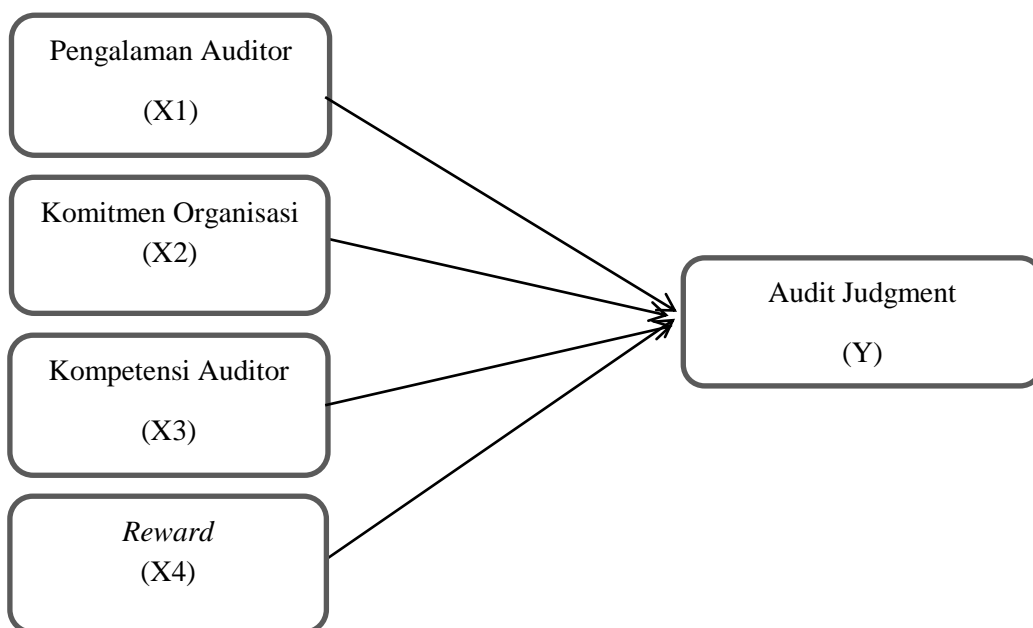 Pengalaman Auditor
(X1)
Komitmen Organisasi
(X2)
Kompetensi Auditor
(X3)
Reward
(X4)
Audit Judgment
(Y)